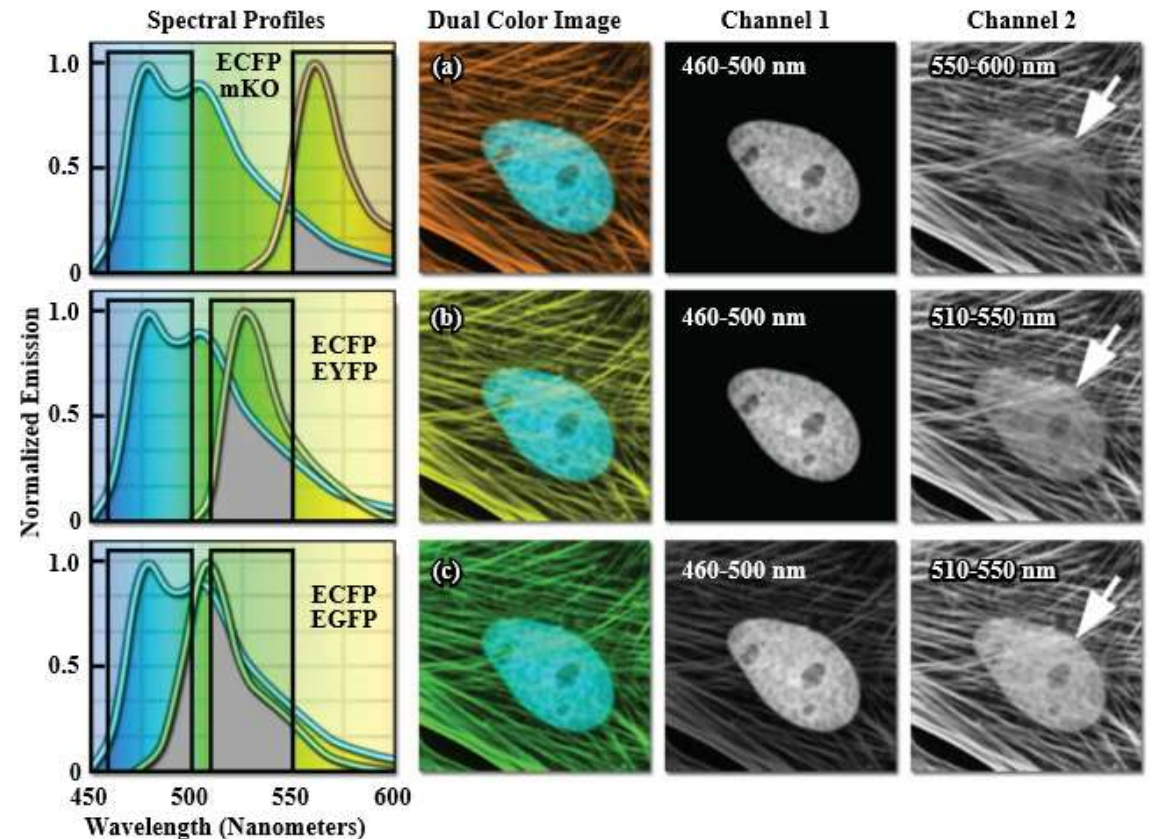 Spectral Profiles
Dual Color Image
Channel 1
Channel 2
1.0
0.5
0
ECFP
mKO
(a)
460-500 nm
550-600 nm
Normalized Emission
1.0
0.5
0
ECFP
EYFP
(b)
460-500 nm
510-550 nm
1.0
0.5
0
ECFP
EGFP
(c)
460-500 nm
510-550 nm
450 500 550 600
Wavelength (Nanometers)